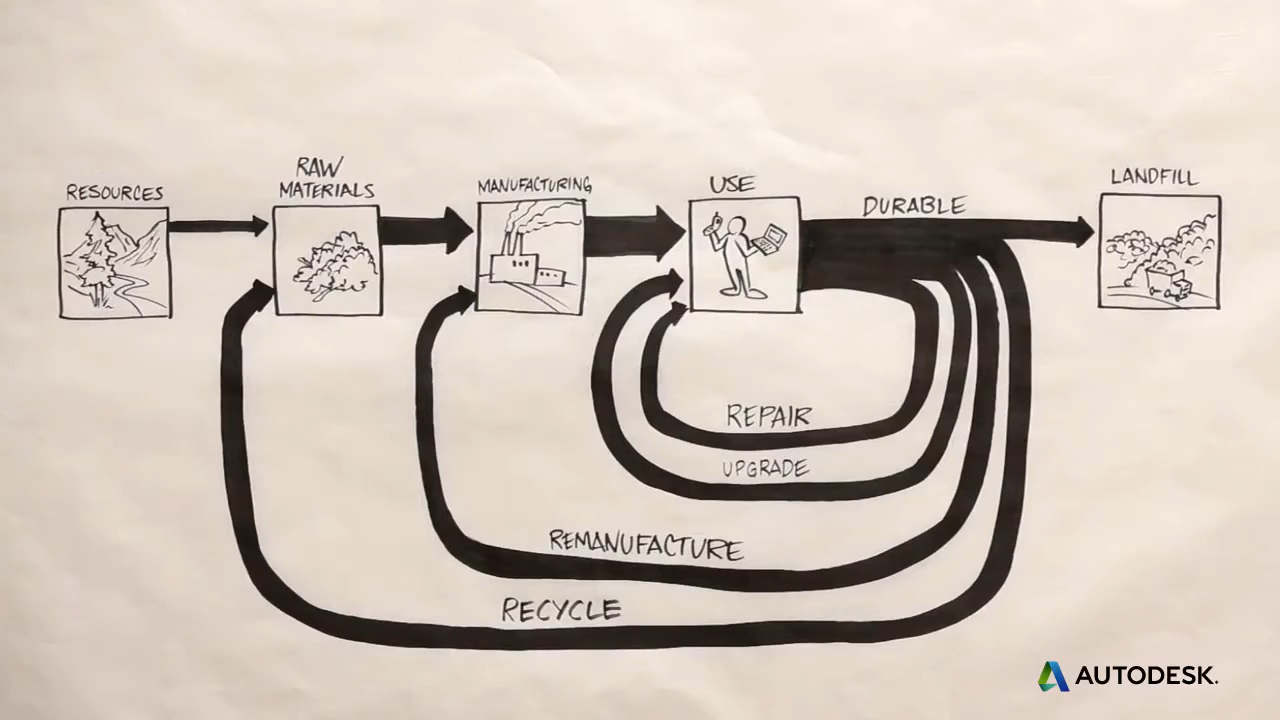 RESOURCES
RAW
MATERIALS
MANUFACTURING
USE
DURABLE
LANDFILL
REPAIR
UPGRADE
REMANUFACTURE
RECYCLE
AUTODESK.